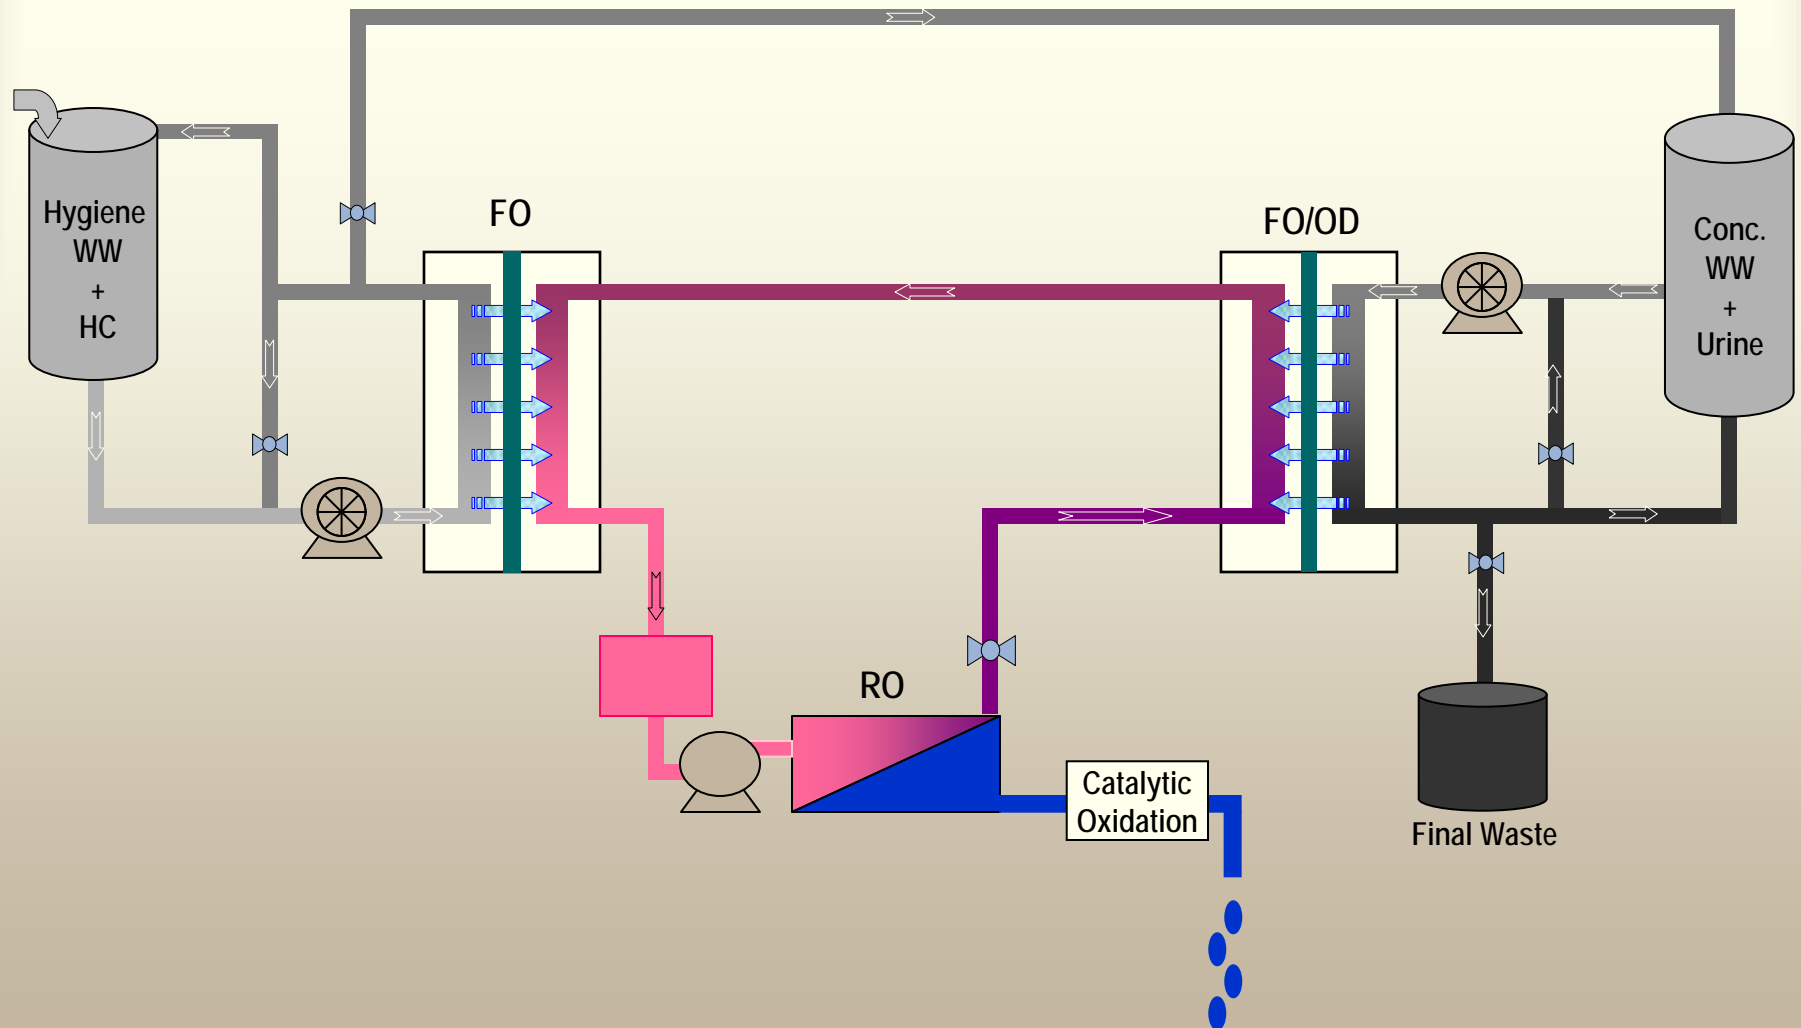 Hygiene
WW
+
HC
FO
FO/OD
Conc.
WW
+
Urine
RO
Catalytic
Oxidation
Final Waste